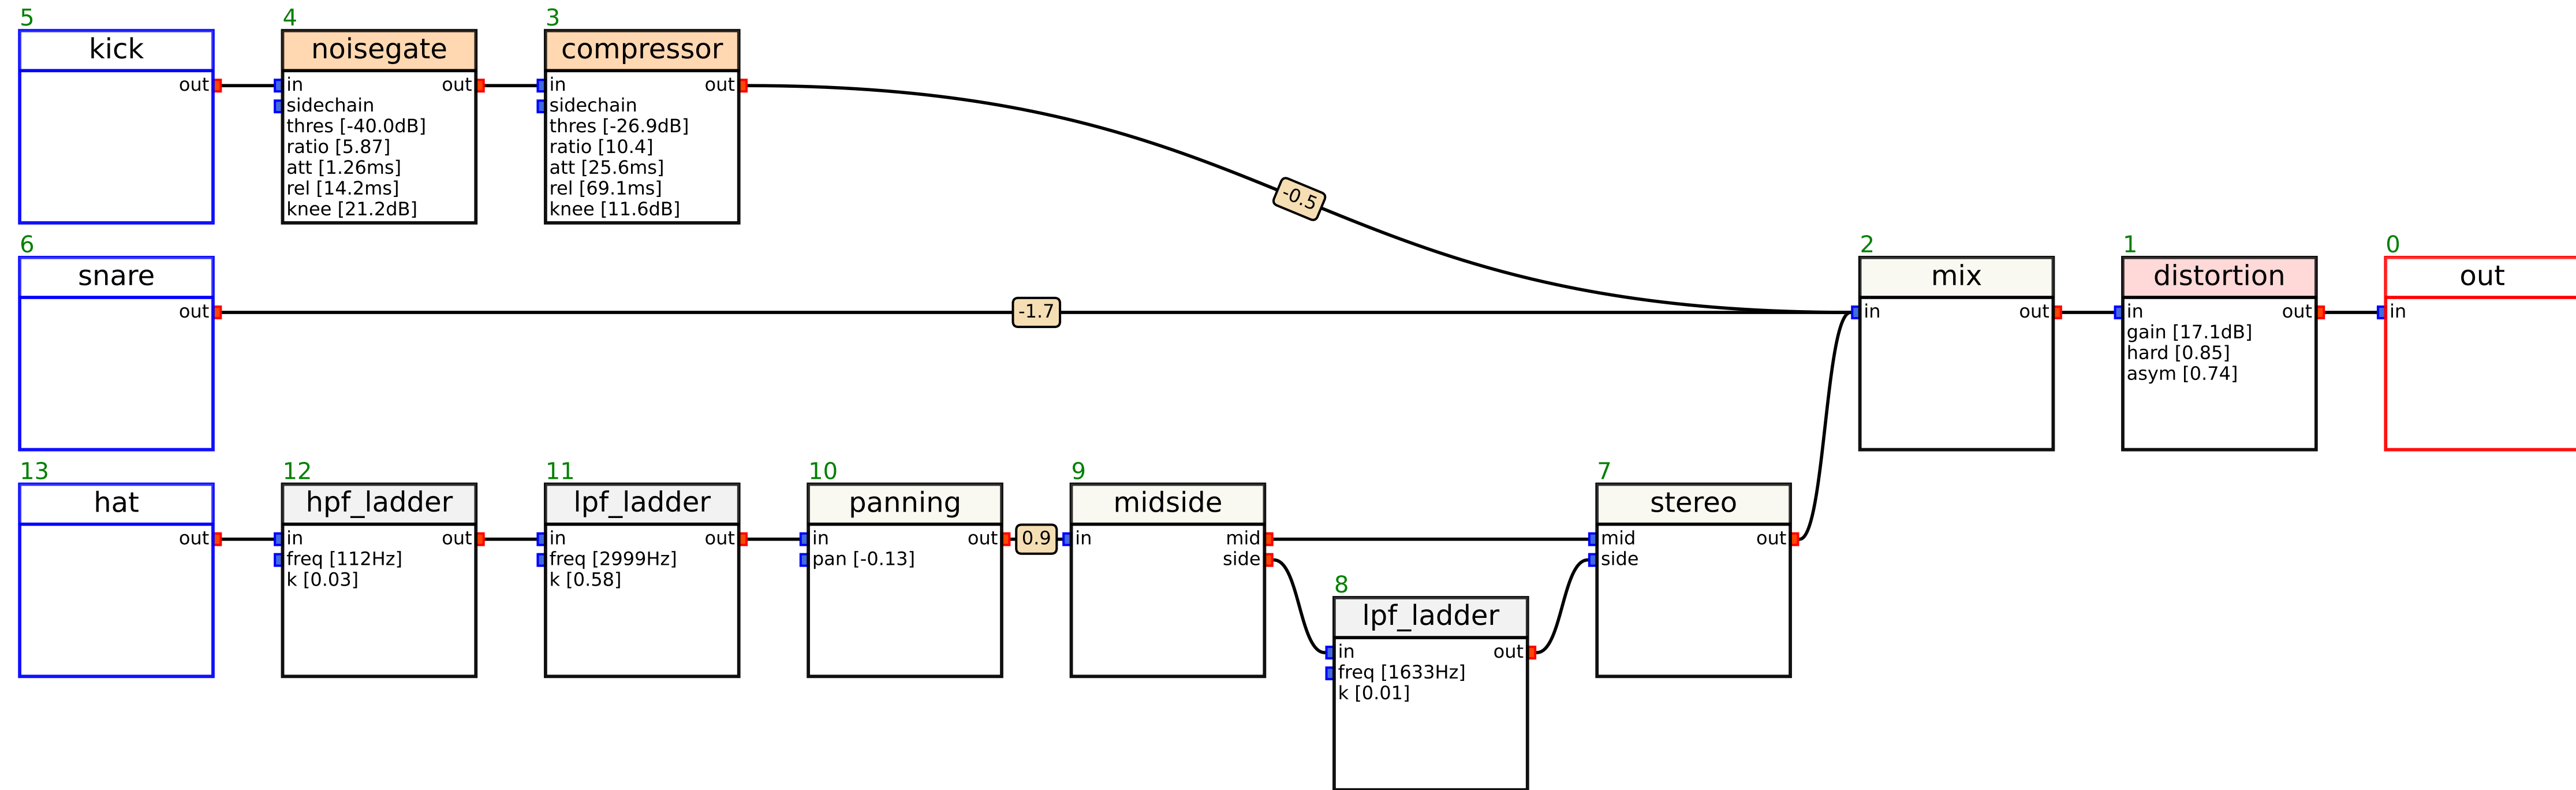 5
kick
out
4
noisegate
in out
sidechain
thres [-40.0dB]
ratio [5.87]
att [1.26ms]
rel [14.2ms]
knee [21.2dB]
3
compressor
in out
sidechain
thres [-26.9dB]
ratio [10.4]
att [25.6ms]
rel [69.1ms]
knee [11.6dB]
-0.5
6
snare
out
-1.7
2
mix
in out
1
distortion
in out
gain [17.1dB]
hard [0.85]
asym [0.74]
0
out
in
13
hat
out
12
hpf_ladder
in out
freq [112Hz]
k [0.03]
11
lpf_ladder
in out
freq [2999Hz]
k [0.58]
10
panning
in out
pan [-0.13]
0.9
9
midside
in mid
side
8
lpf_ladder
in out
freq [1633Hz]
k [0.01]
7
stereo
mid out
side